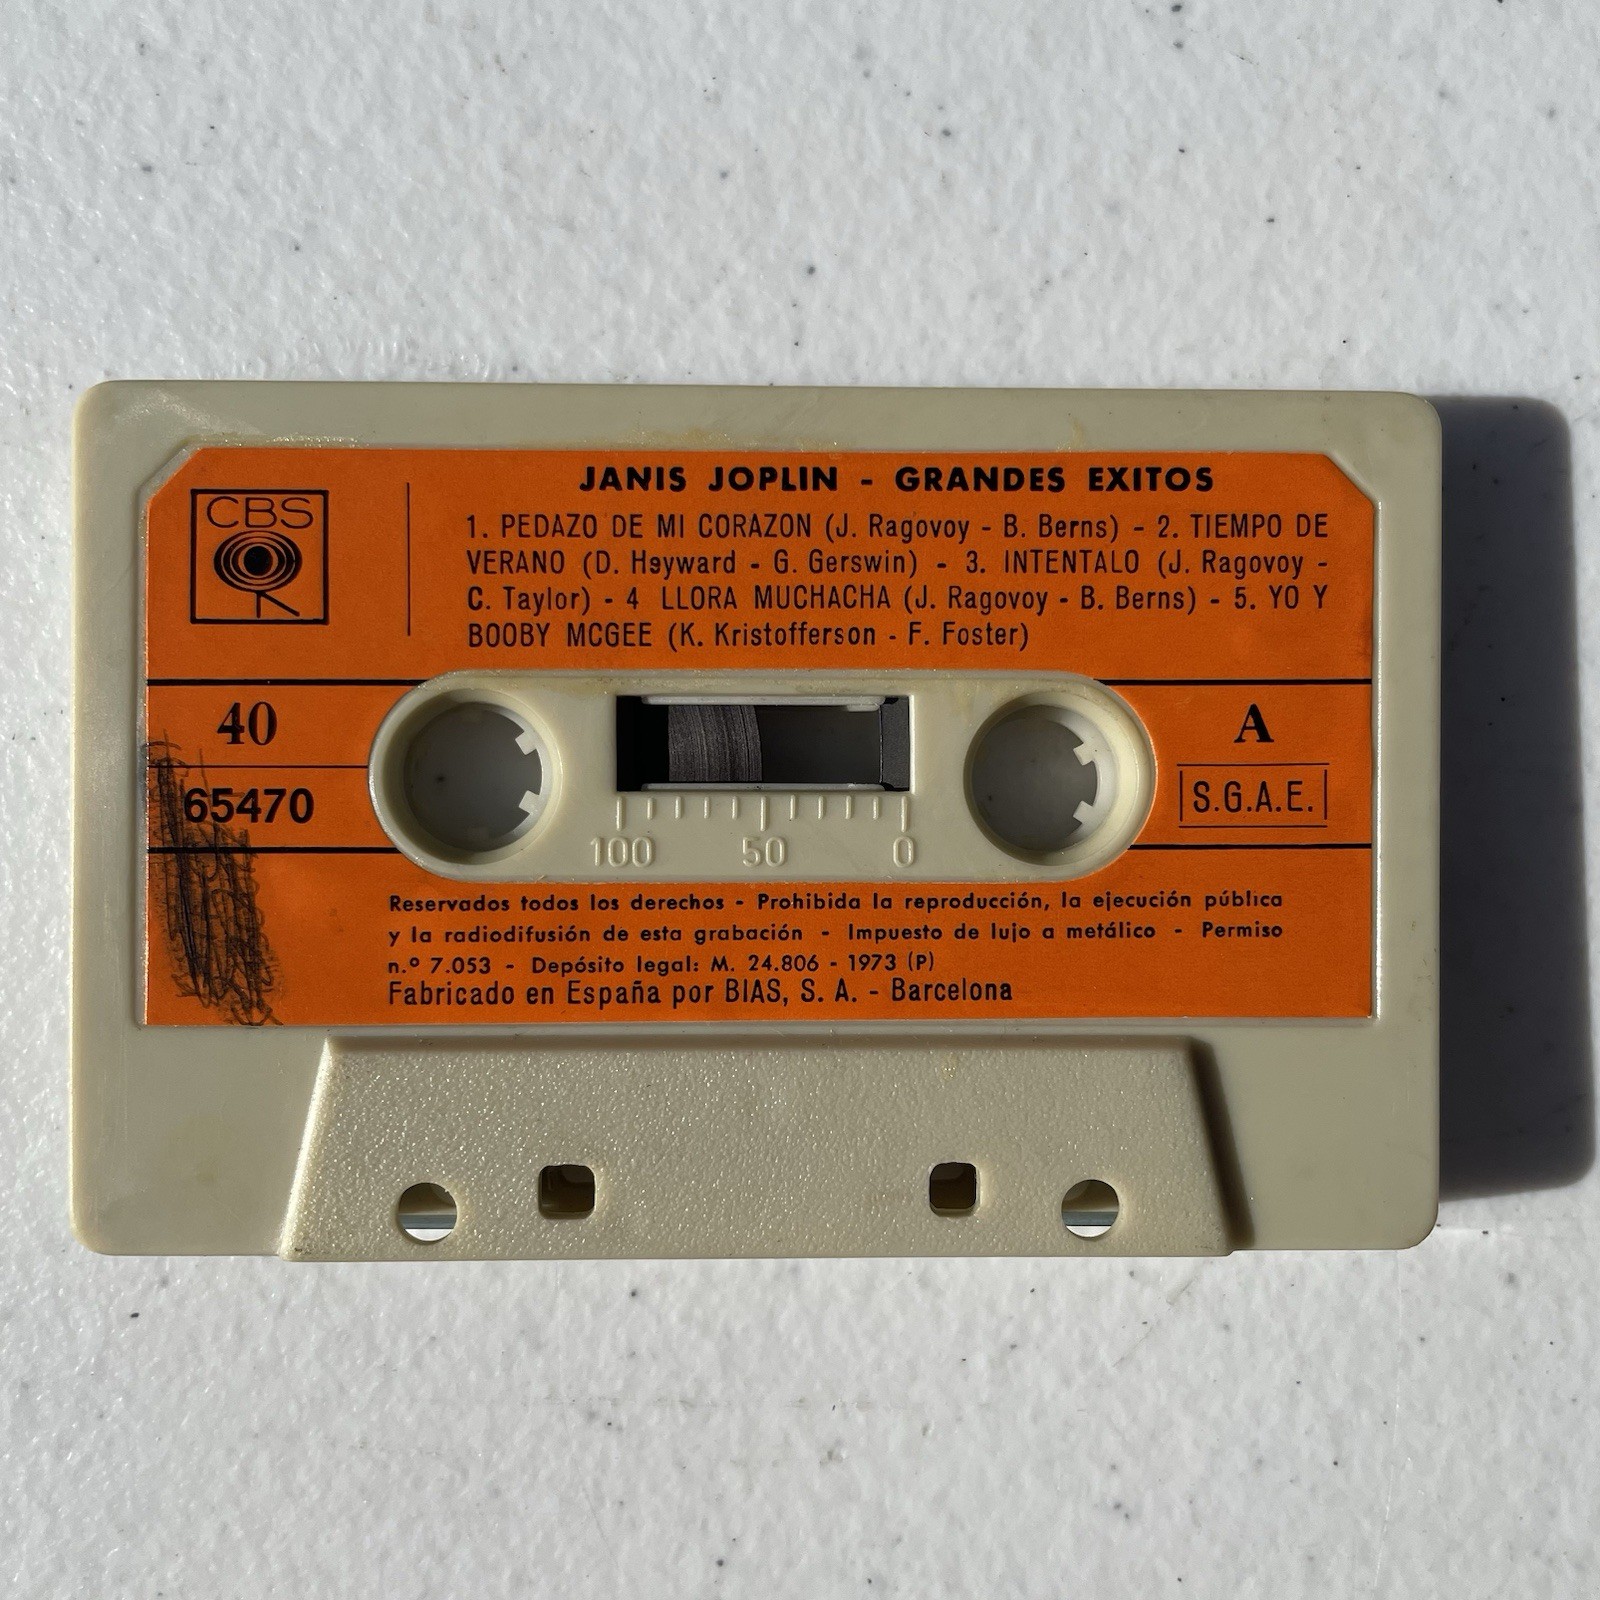 CBS
JANIS JOPLIN - GRANDES EXITOS
1. PEDAZO DE MI CORAZON (J. Ragovoy - B. Berns) - 2. TIEMPO DE
VERANO (D. Heyward - G. Gerswin) - 3. INTENTALO (J. Ragovoy -
C. Taylor) - 4 LLORA MUCHACHA (J. Ragovoy - B. Berns) - 5. YO Y
BOOBY MCGEE (K. Kristofferson - F. Foster)
40
A
65470
S.G.A.E.
100 50 0
Reservados todos los derechos - Prohibida la reproducción, la ejecución pública
y la radiodifusión de esta grabación - Impuesto de lujo a metálico - Permiso
n.º 7.053 - Depósito legal: M. 24.806 - 1973 (P)
Fabricado en España por BIAS, S. A. - Barcelona